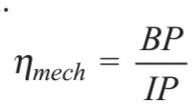 .
η_mech = BP / IP